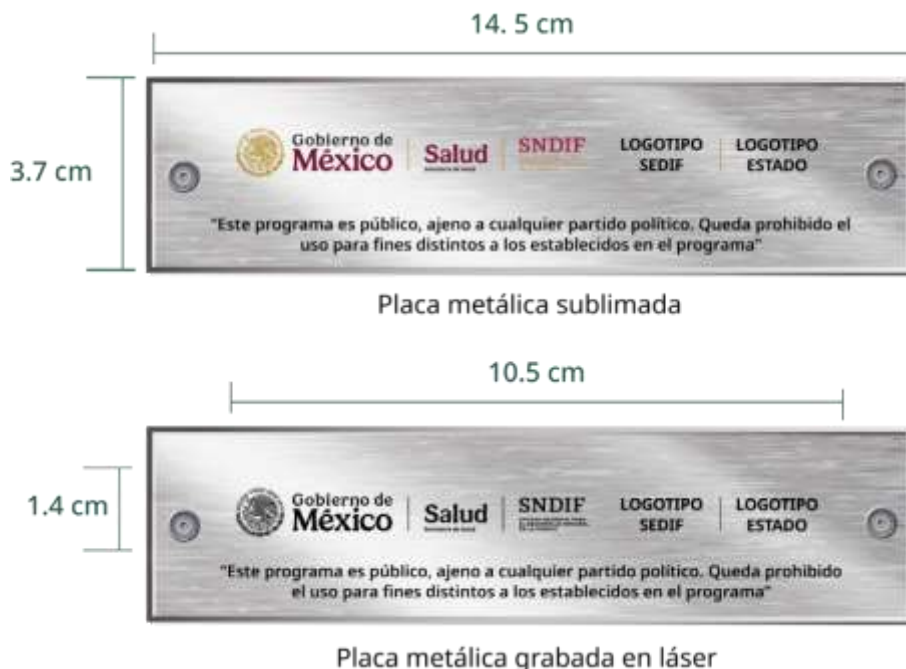 14. 5 cm
3.7 cm
Gobierno de
México
Salud
SNDIF
LOGOTIPO
SEDIF
LOGOTIPO
ESTADO
"Este programa es público, ajeno a cualquier partido político. Queda prohibido el
uso para fines distintos a los establecidos en el programa"
Placa metálica sublimada
10.5 cm
1.4 cm
Gobierno de
México
Salud
SNDIF
LOGOTIPO
SEDIF
LOGOTIPO
ESTADO
"Este programa es público, ajeno a cualquier partido político. Queda prohibido
el uso para fines distintos a los establecidos en el programa"
Placa metálica grabada en láser